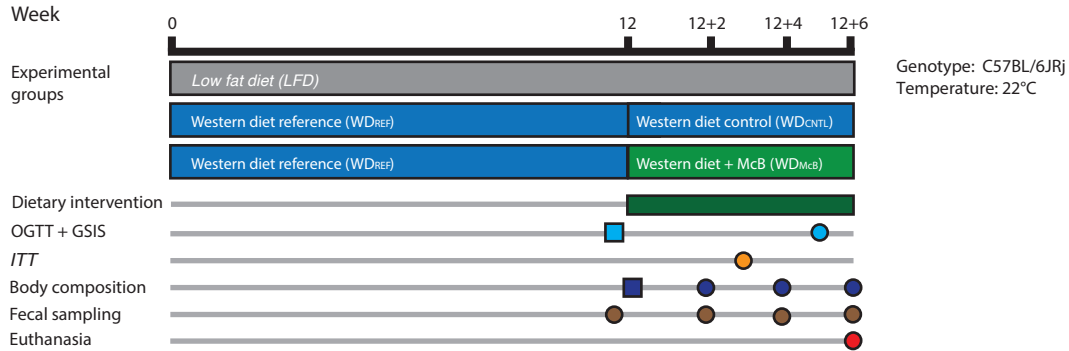 Week
0 12 12+2 12+4 12+6
Experimental
groups
Low fat diet (LFD)
Genotype: C57BL/6JRj
Temperature: 22°C
Western diet reference (WDREF) Western diet control (WDCNTL)
Western diet reference (WDREF) Western diet + McB (WDMcB)
Dietary intervention
OGTT + GSIS
ITT
Body composition
Fecal sampling
Euthanasia